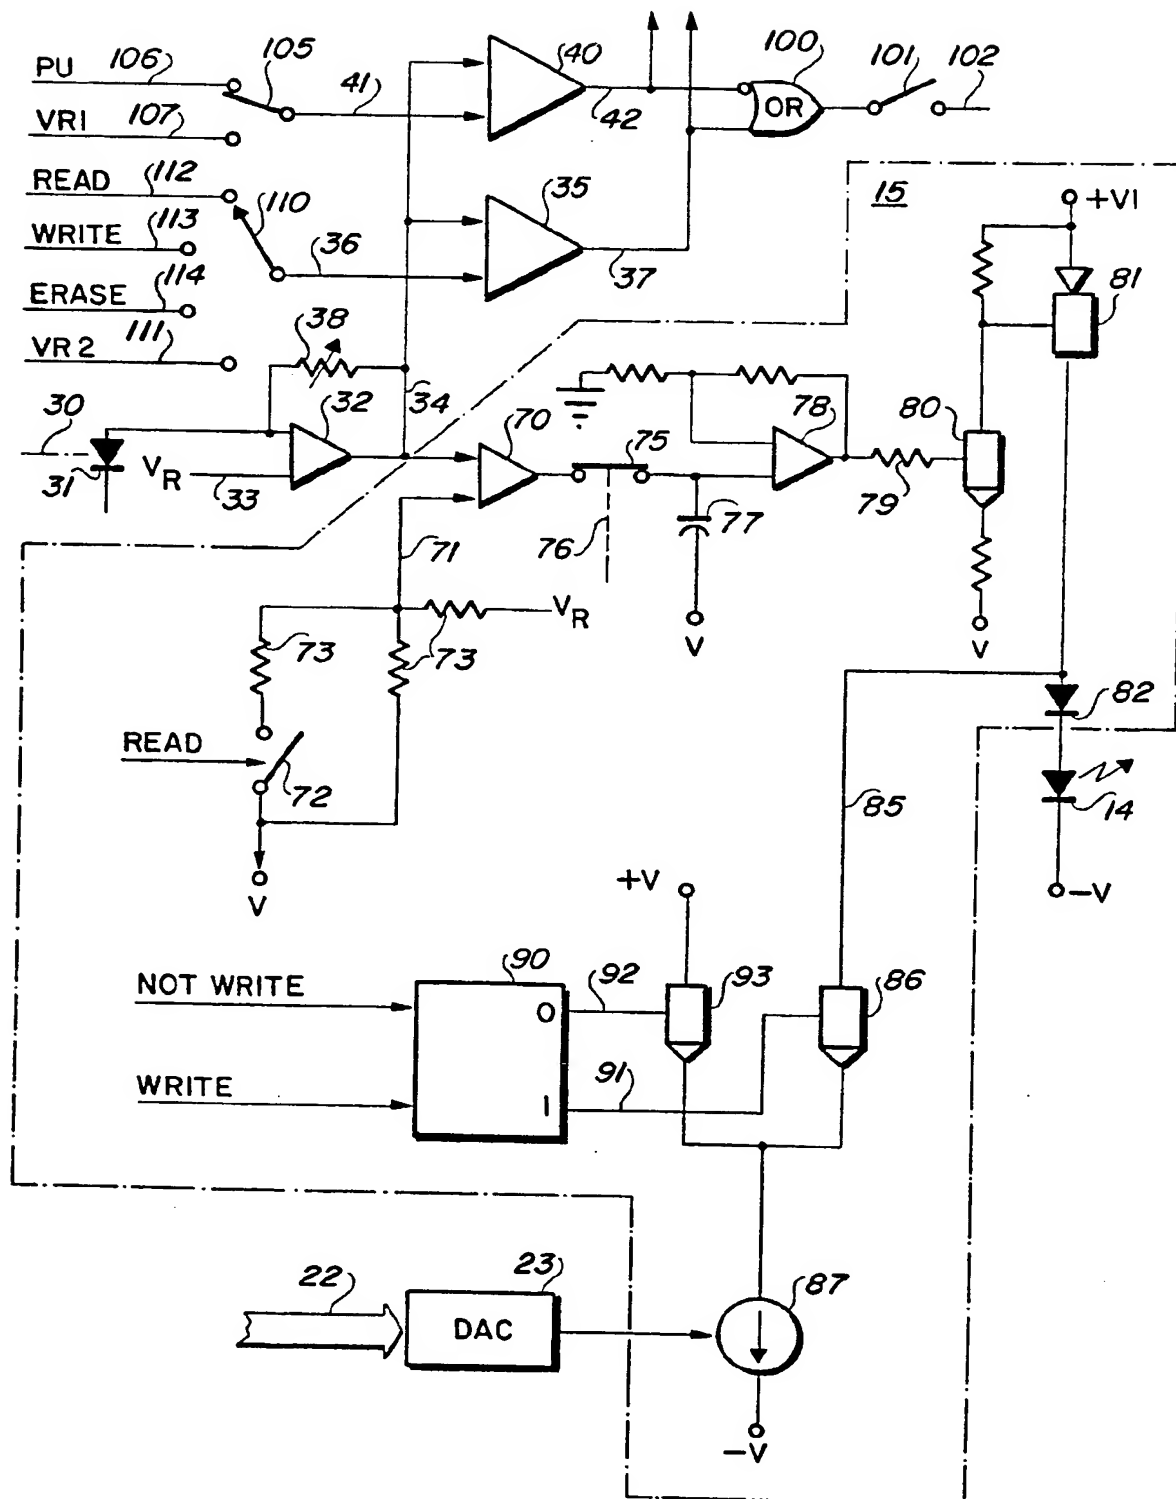 PU 106 105 41 40 42 100 OR 101 102
VR1 107
READ 112 110 35 15 +V1
WRITE 113 36 37
ERASE 114 81
VR2 111 38 34
30 32 70 75 78 80
31 VR 33 77 79
71 76
73 73 VR V V
READ 72 82
85 14
V +V -V
NOT WRITE 90 92 93 86
O
WRITE 91
I
22 23 87
DAC
-V